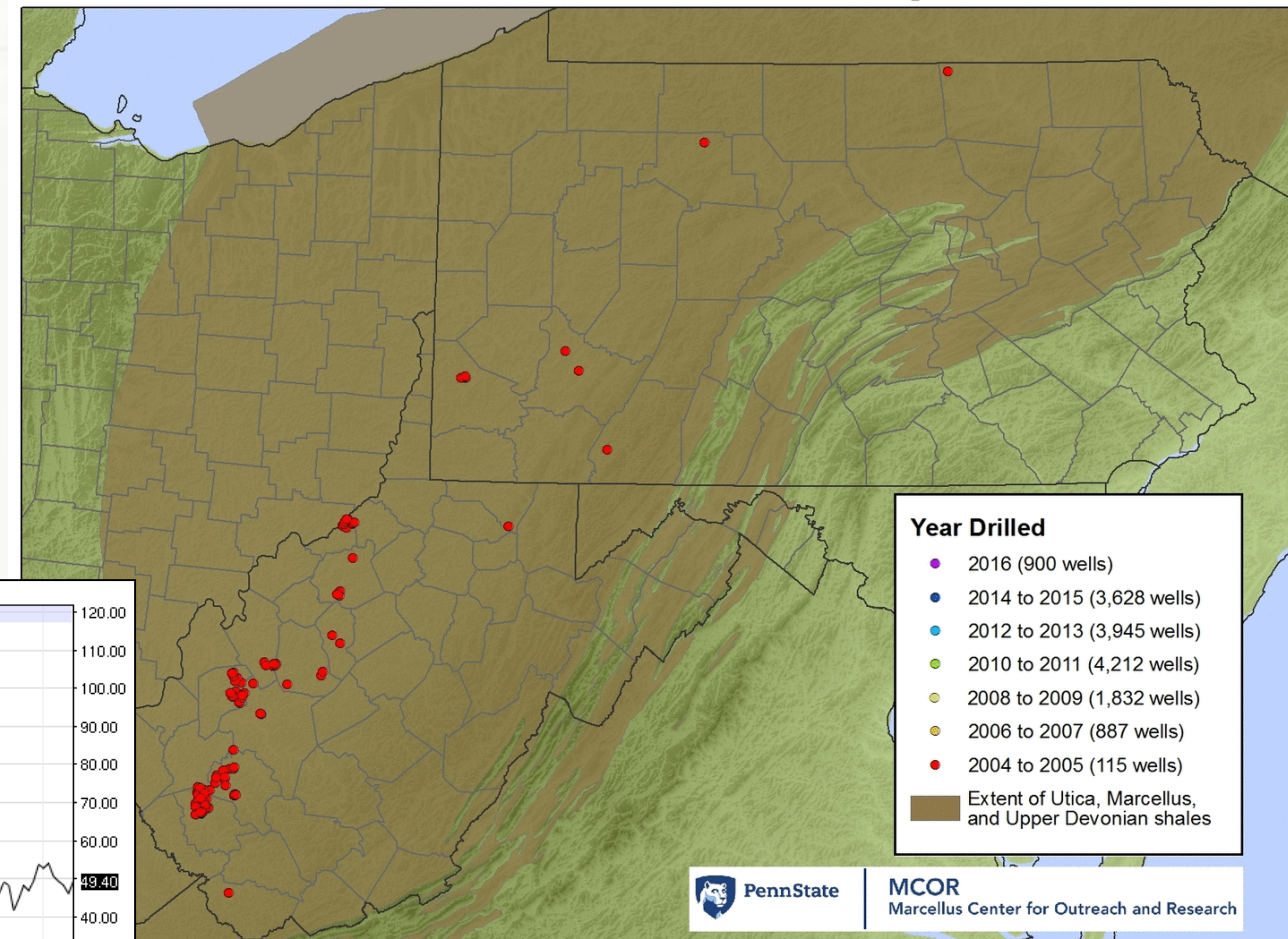 Year Drilled
2016 (900 wells)
2014 to 2015 (3,628 wells)
2012 to 2013 (3,945 wells)
2010 to 2011 (4,212 wells)
2008 to 2009 (1,832 wells)
2006 to 2007 (887 wells)
2004 to 2005 (115 wells)
Extent of Utica, Marcellus,
and Upper Devonian shales
120.00
110.00
100.00
90.00
80.00
70.00
60.00
49.40
40.00
PennState
MCOR
Marcellus Center for Outreach and Research